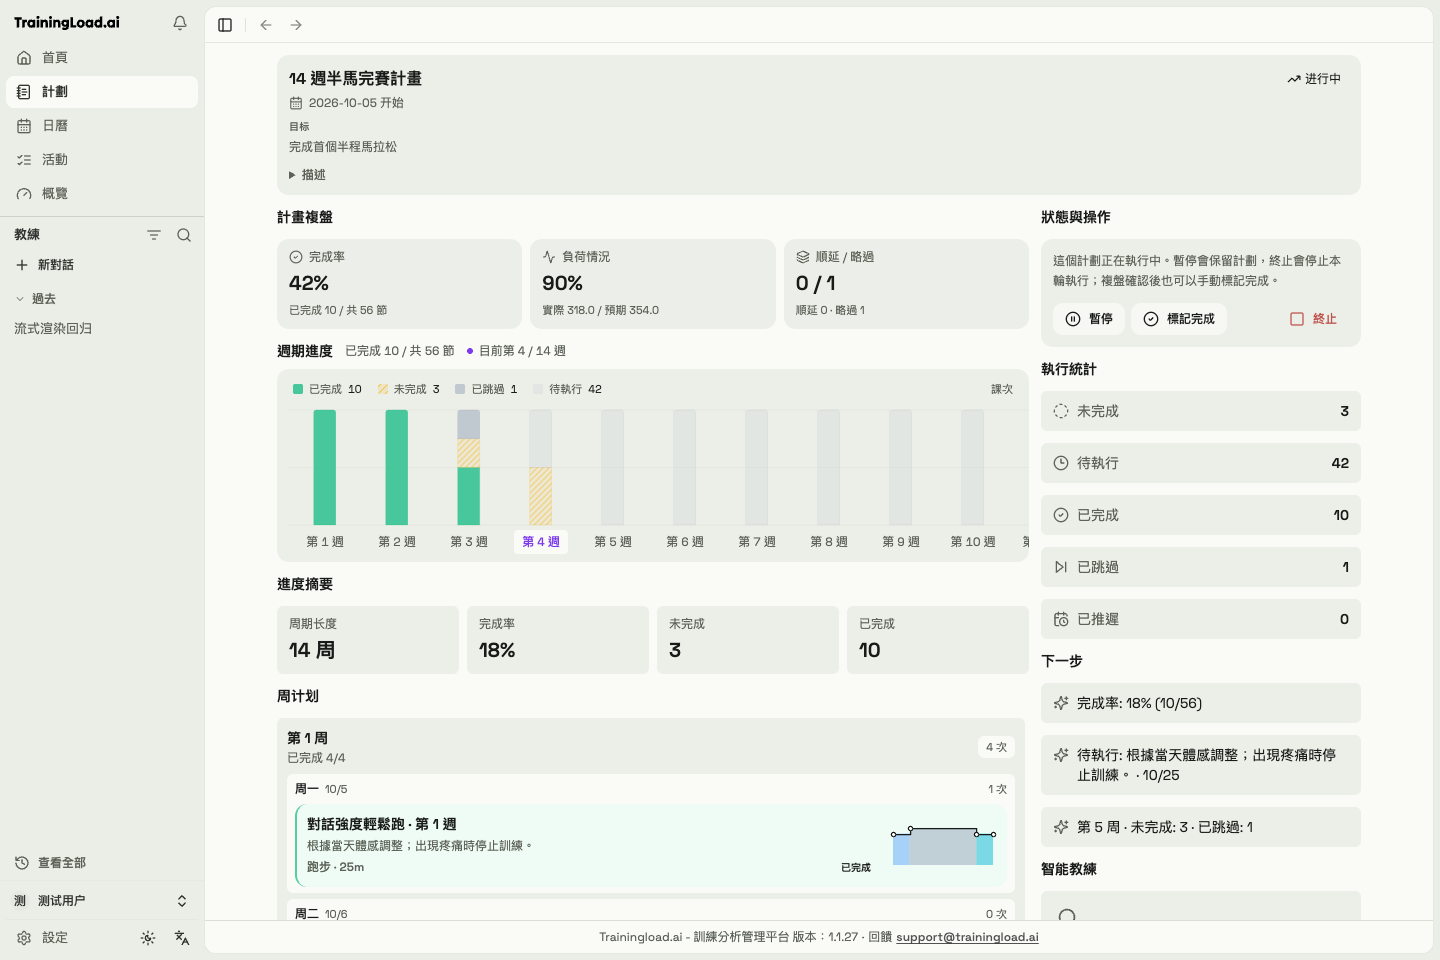 TrainingLoad.ai
首頁
計劃
日曆
活動
概覽
教練
新對話
過去
流式渲染回归
查看全部
测 测试用户
設定
14 週半馬完賽計畫
进行中
2026-10-05 开始
目标
完成首個半程馬拉松
描述
計畫複盤
完成率
42%
已完成 10 / 共 56 節
負荷情況
90%
實際 318.0 / 預期 354.0
順延 / 略過
0 / 1
順延 0 · 略過 1
週期進度 已完成 10 / 共 56 節 目前第 4 / 14 週
已完成 10 未完成 3 已跳過 1 待執行 42 課次
第 1 週 第 2 週 第 3 週 第 4 週 第 5 週 第 6 週 第 7 週 第 8 週 第 9 週 第 10 週
進度摘要
周期长度
14 周
完成率
18%
未完成
3
已完成
10
周计划
第 1 周
已完成 4/4
4 次
周一 10/5
1 次
對話強度輕鬆跑 · 第 1 週
根據當天體感調整；出現疼痛時停止訓練。
跑步 · 25m
已完成
周二 10/6
0 次
狀態與操作
這個計劃正在執行中。暫停會保留計劃，終止會停止本
輪執行；複盤確認後也可以手動標記完成。
暫停
標記完成
終止
執行統計
未完成 3
待執行 42
已完成 10
已跳過 1
已推遲 0
下一步
完成率: 18% (10/56)
待執行: 根據當天體感調整；出現疼痛時停
止訓練。 · 10/25
第 5 周 · 未完成: 3 · 已跳過: 1
智能教練
Trainingload.ai - 訓練分析管理平台 版本：1.1.27 · 回饋 support@trainingload.ai